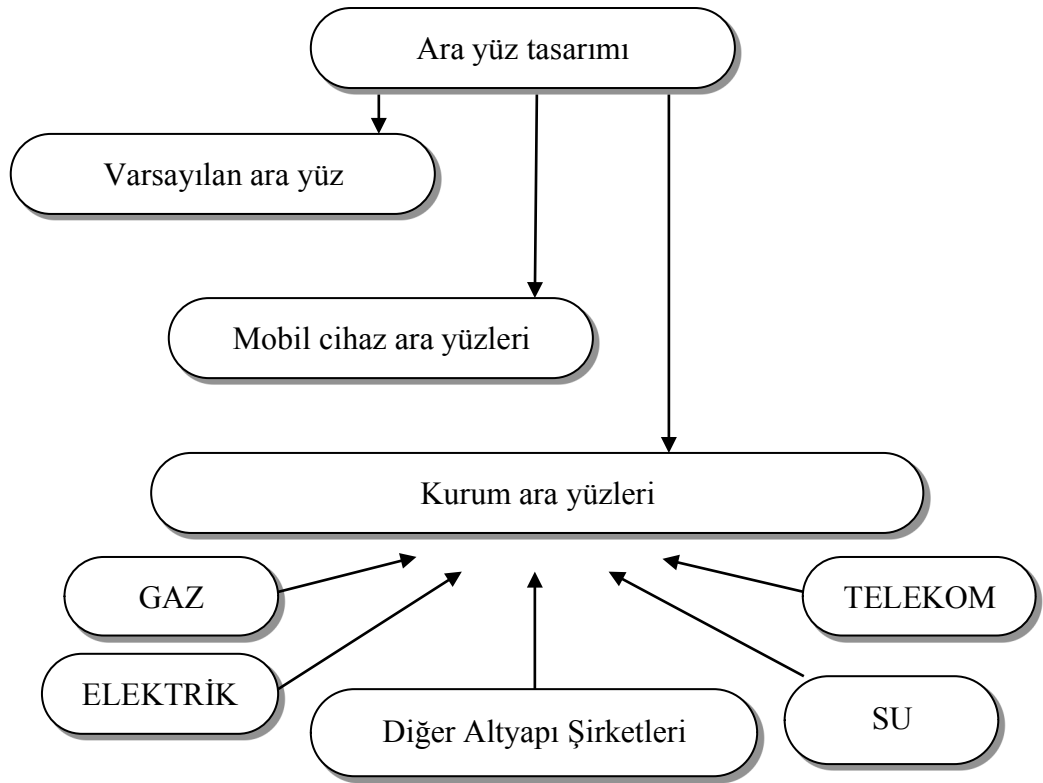 Ara yüz tasarımı
Varsayılan ara yüz
Mobil cihaz ara yüzleri
Kurum ara yüzleri
GAZ
TELEKOM
ELEKTRİK
Diğer Altyapı Şirketleri
SU